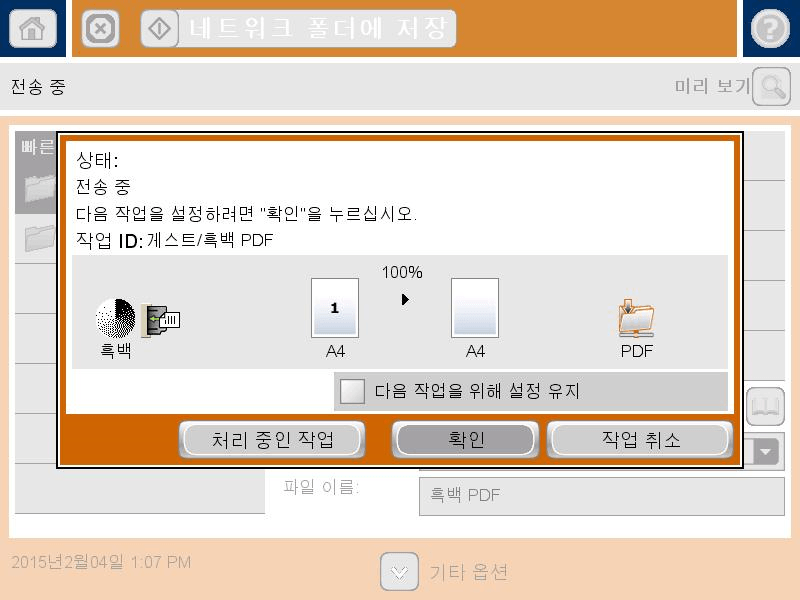 네트워크 폴더에 저장
전송 중
미리 보기
빠른
상태:
전송 중
다음 작업을 설정하려면 "확인"을 누르십시오.
작업 ID: 게스트/흑백 PDF
100%
1
흑백
A4
A4
PDF
다음 작업을 위해 설정 유지
처리 중인 작업
확인
작업 취소
파일 이름:
흑백 PDF
2015년2월04일 1:07 PM
기타 옵션